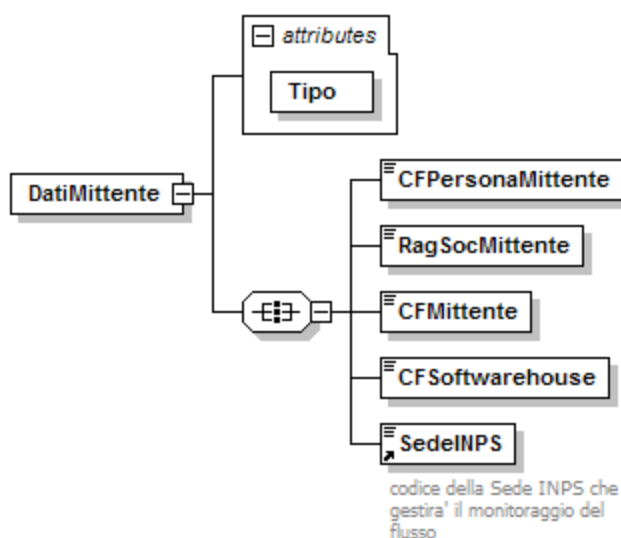 attributes
Tipo
DatiMittente
CFPersonaMittente
RagSocMittente
CFMittente
CFSoftwarehouse
SedeINPS
codice della Sede INPS che
gestira' il monitoraggio del
flusso